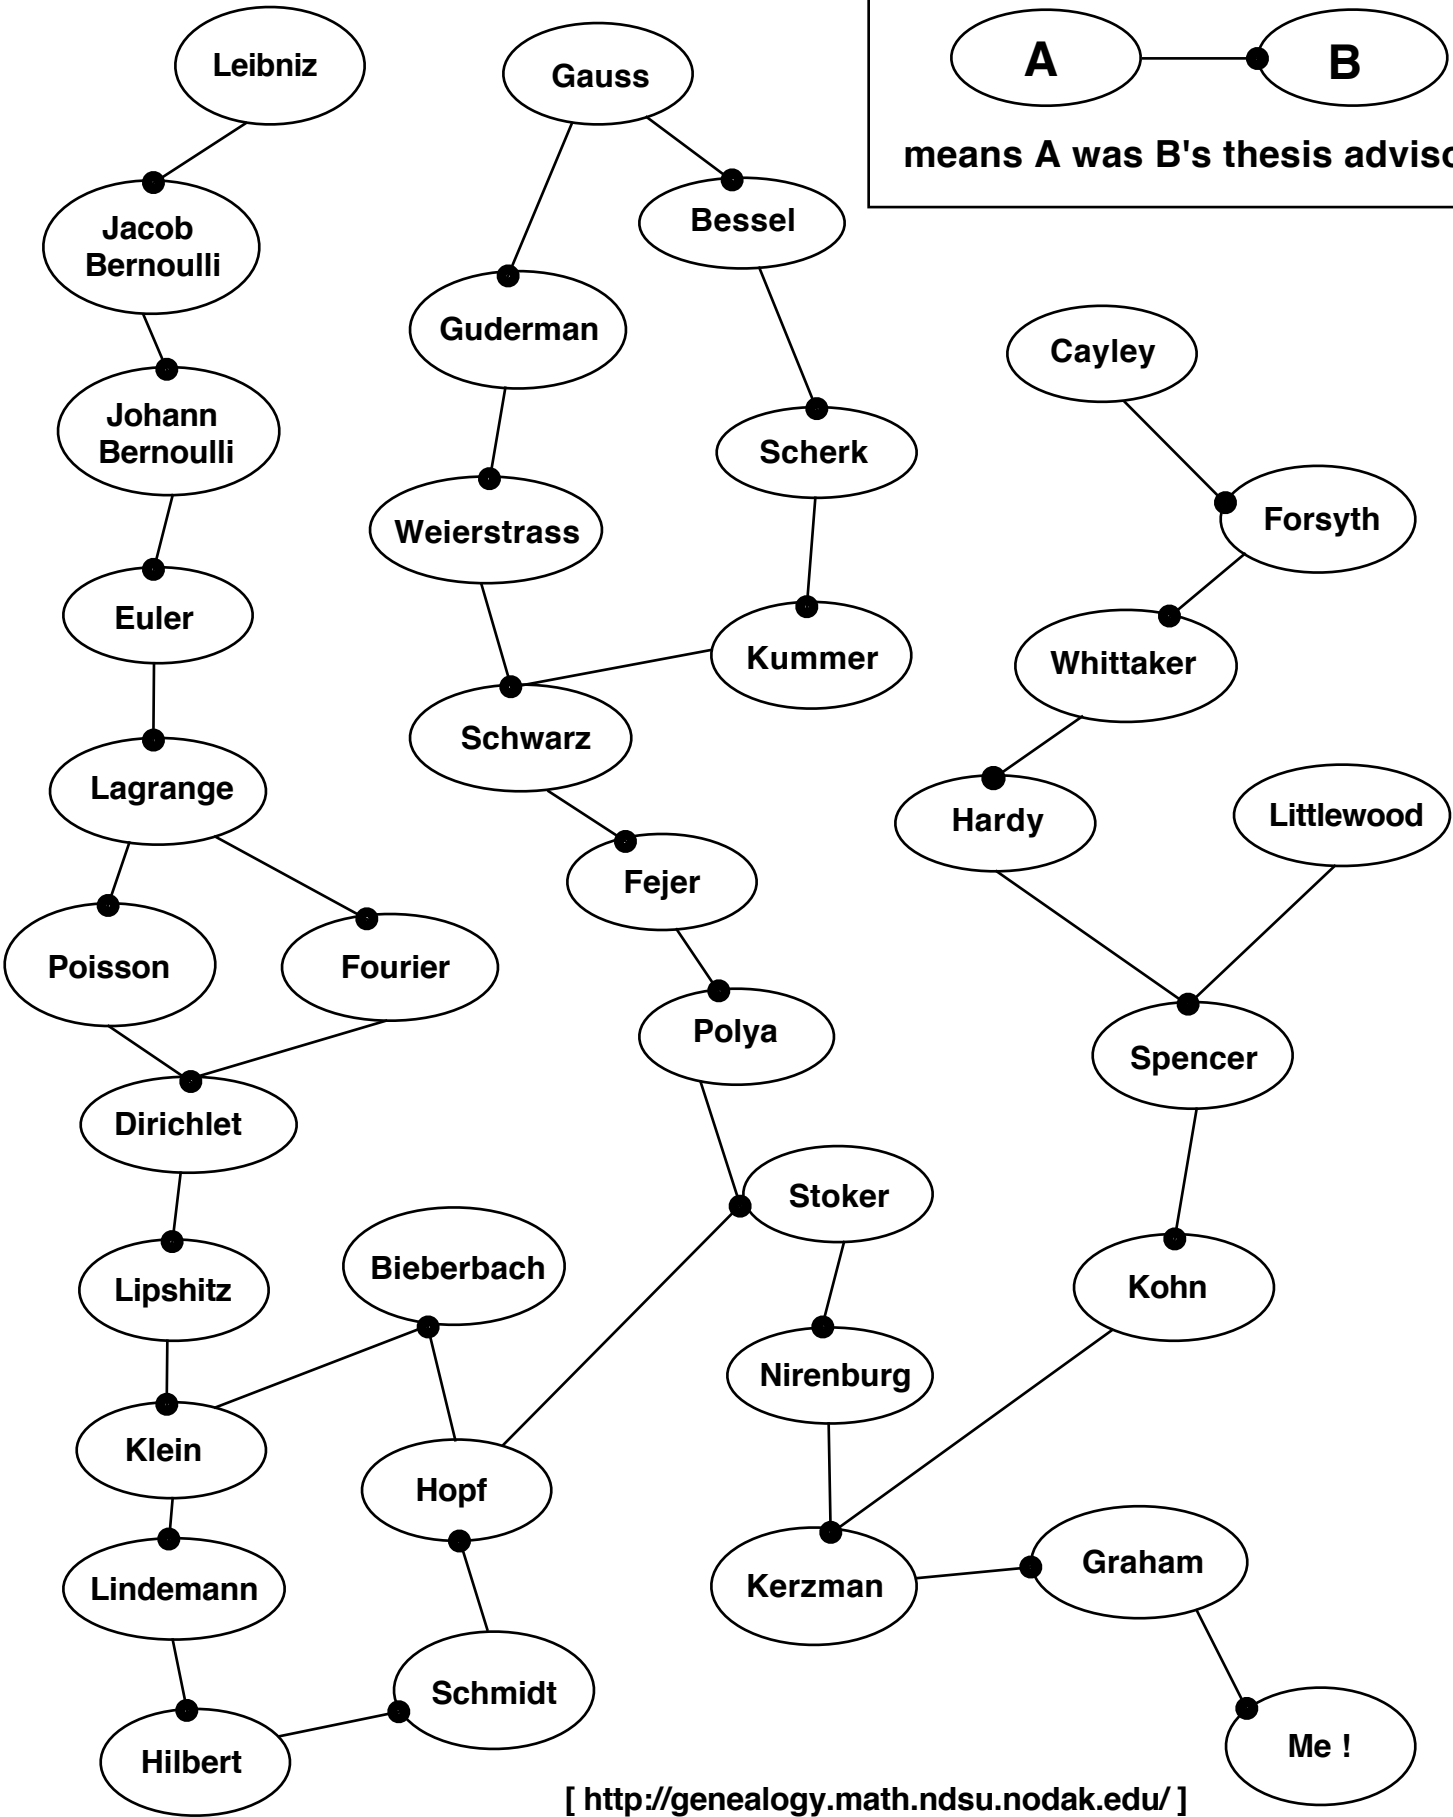 Leibniz
Gauss
A
B
means A was B's thesis adviso
Jacob
Bernoulli
Bessel
Guderman
Cayley
Johann
Bernoulli
Scherk
Weierstrass
Forsyth
Euler
Kummer
Whittaker
Schwarz
Lagrange
Hardy
Littlewood
Fejer
Poisson
Fourier
Polya
Spencer
Dirichlet
Stoker
Bieberbach
Lipshitz
Kohn
Nirenburg
Klein
Hopf
Graham
Kerzman
Lindemann
Schmidt
Me !
Hilbert
[ http://genealogy.math.ndsu.nodak.edu/ ]